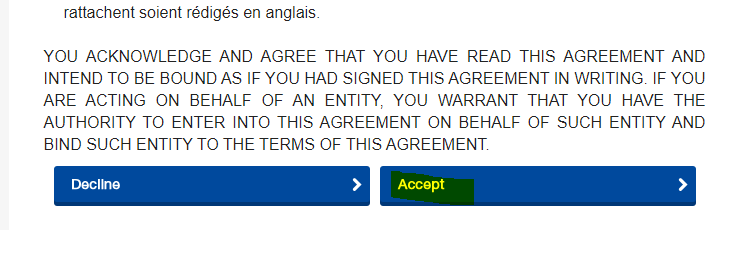 rattachent soient rédigés en anglais.
YOU ACKNOWLEDGE AND AGREE THAT YOU HAVE READ THIS AGREEMENT AND
INTEND TO BE BOUND AS IF YOU HAD SIGNED THIS AGREEMENT IN WRITING. IF YOU
ARE ACTING ON BEHALF OF AN ENTITY, YOU WARRANT THAT YOU HAVE THE
AUTHORITY TO ENTER INTO THIS AGREEMENT ON BEHALF OF SUCH ENTITY AND
BIND SUCH ENTITY TO THE TERMS OF THIS AGREEMENT.
Decline
Accept